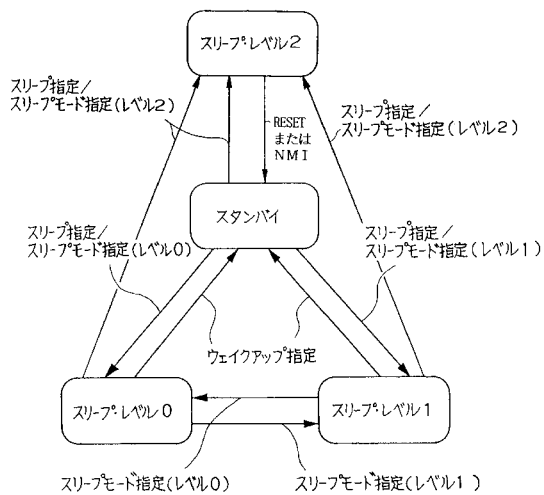 スリープ・レベル2
スリープ指定／
スリープモード指定(レベル2)
スリープ指定／
スリープモード指定(レベル2)
RESET
または
NMI
スタンバイ
スリープ指定／
スリープモード指定(レベル0)
スリープ指定／
スリープモード指定(レベル1)
ウェイクアップ指定
スリープ・レベル0
スリープ・レベル1
スリープモード指定(レベル0)
スリープモード指定(レベル1)